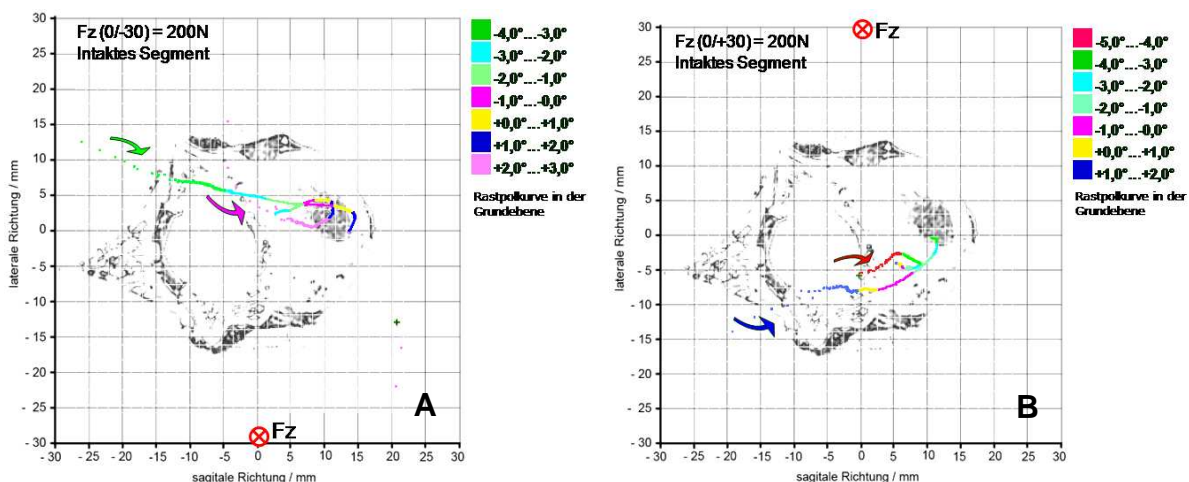 Fz (0/-30) = 200N
Intaktes Segment
30
25
20
15
10
5
0
- 5
- 10
- 15
- 20
- 25
- 30
laterale Richtung / mm
- 30 - 25 - 20 - 15 - 10 - 5 0 5 10 15 20 25 30
sagitale Richtung / mm
Fz
A
-4,0°...-3,0°
-3,0°...-2,0°
-2,0°...-1,0°
-1,0°...-0,0°
+0,0°...+1,0°
+1,0°...+2,0°
+2,0°...+3,0°
Rastpolkurve in der
Grundebene
Fz (0/+30) = 200N
Intaktes Segment
Fz
30
25
20
15
10
5
0
- 5
- 10
- 15
- 20
- 25
- 30
laterale Richtung / mm
- 30 - 25 - 20 - 15 - 10 - 5 0 5 10 15 20 25 30
sagitale Richtung / mm
B
-5,0°...-4,0°
-4,0°...-3,0°
-3,0°...-2,0°
-2,0°...-1,0°
-1,0°...-0,0°
+0,0°...+1,0°
+1,0°...+2,0°
Rastpolkurve in der
Grundebene